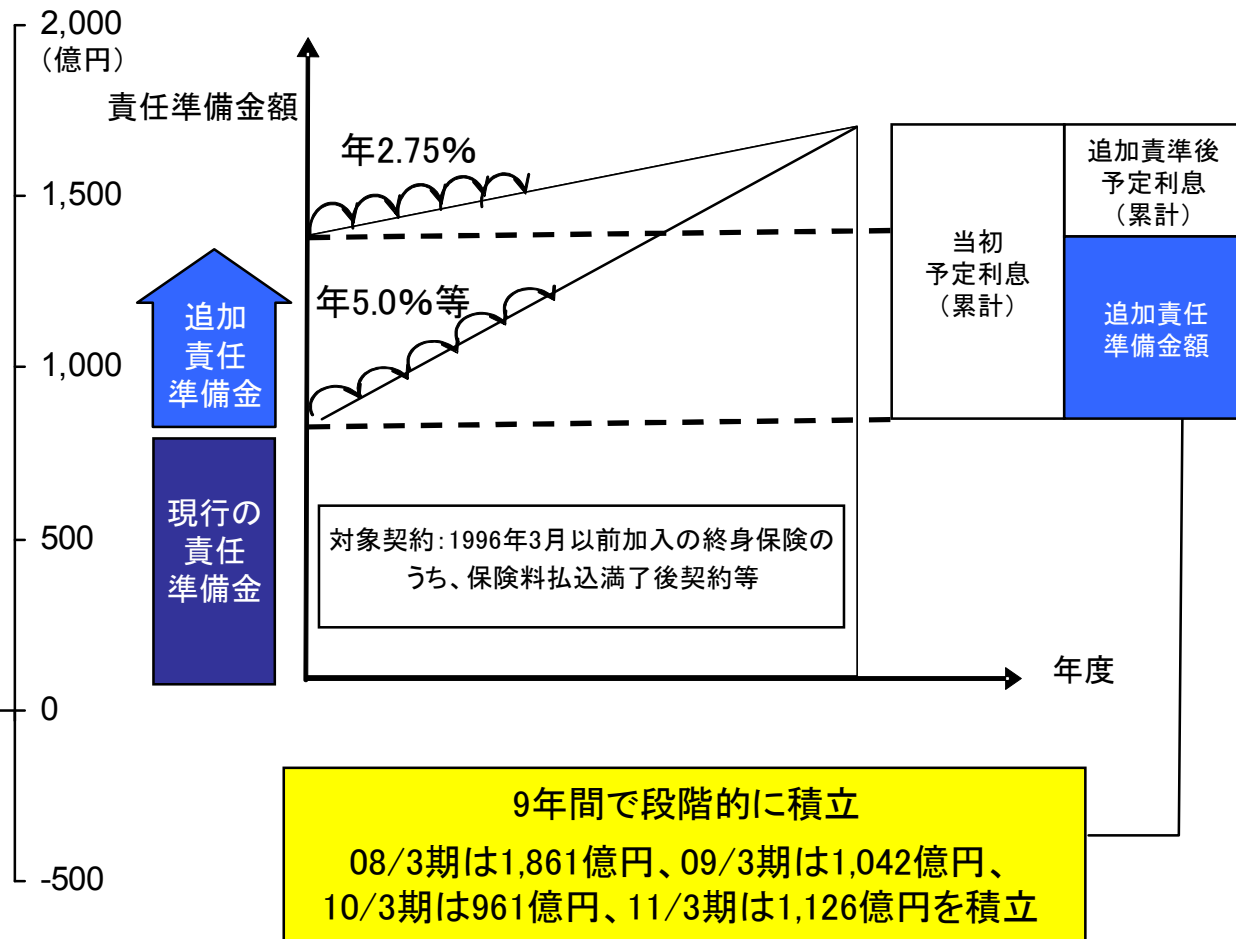 2,000
(億円)
責任準備金額
1,500
1,000
500
0
-500
年2.75%
年5.0%等
追加
責任
準備金
現行の
責任
準備金
対象契約：1996年3月以前加入の終身保険の
うち、保険料払込満了後契約等
年度
当初
予定利息
（累計）
追加責準後
予定利息
（累計）
追加責任
準備金額
9年間で段階的に積立
08/3期は1,861億円、09/3期は1,042億円、
10/3期は961億円、11/3期は1,126億円を積立